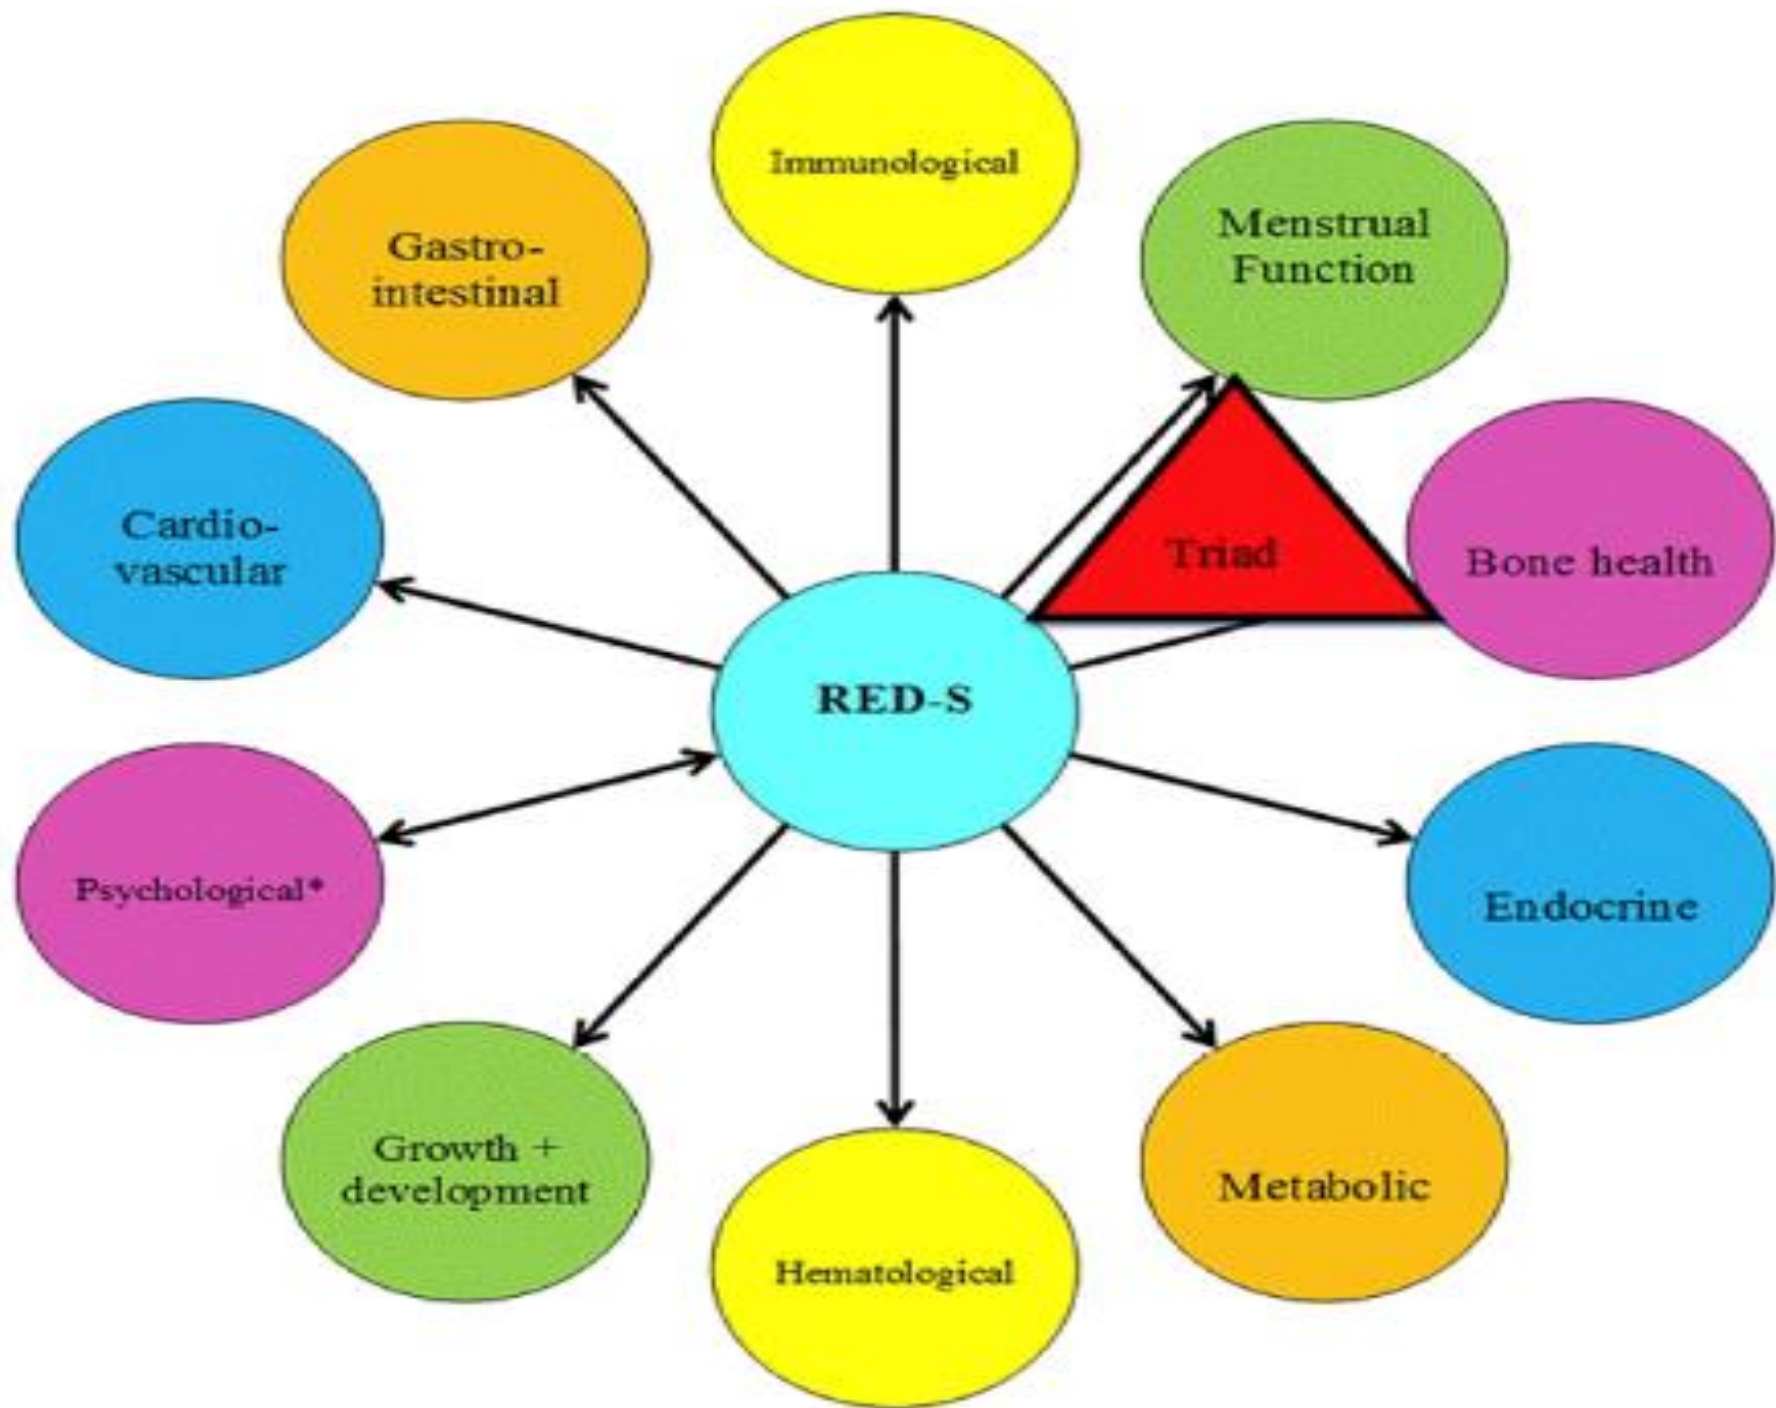 Immunological
Gastro-
intestinal
Menstrual
Function
Cardio-
vascular
Triad
Bone health
RED-S
Psychological*
Endocrine
Growth +
development
Metabolic
Hematological